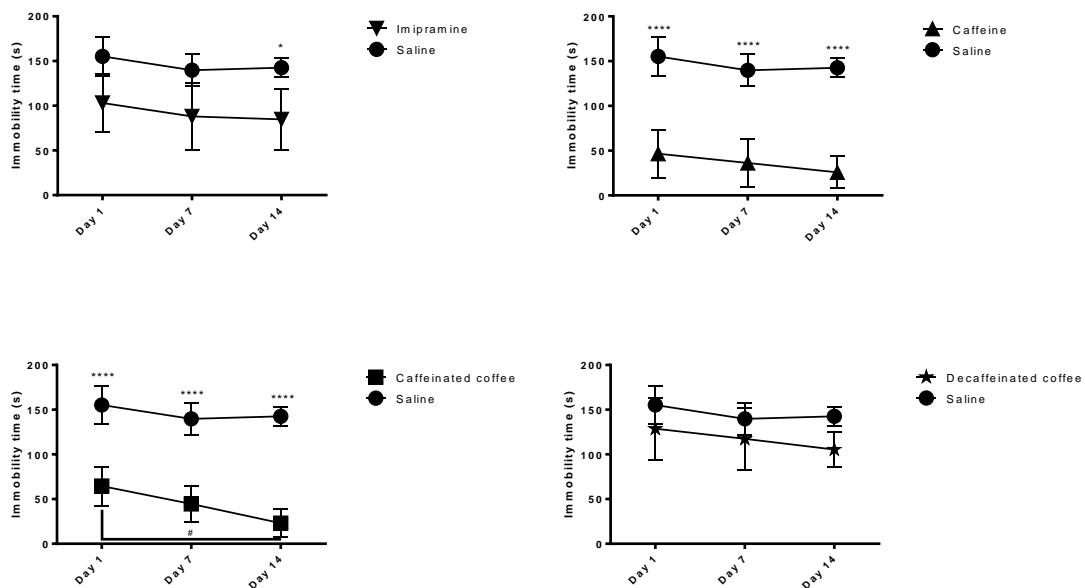 200
150
100
50
0
Immobility time (s)
*
Day 1
Day 7
Day 14
Imipramine
Saline
200
150
100
50
0
Immobility time (s)
****
****
****
Day 1
Day 7
Day 14
Caffeine
Saline
200
150
100
50
0
Immobility time (s)
****
****
****
#
Day 1
Day 7
Day 14
Caffeinated coffee
Saline
200
150
100
50
0
Immobility time (s)
Day 1
Day 7
Day 14
Decaffeinated coffee
Saline